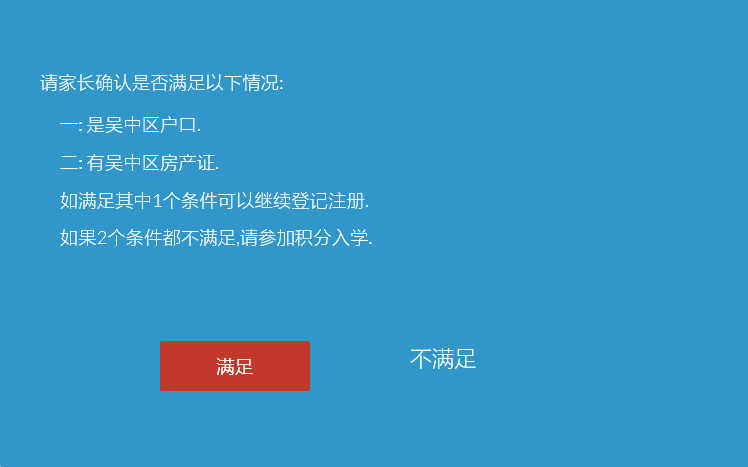 请家长确认是否满足以下情况:
一: 是吴中区户口.
二: 有吴中区房产证.
如满足其中1个条件可以继续登记注册.
如果2个条件都不满足,请参加积分入学.
满足
不满足